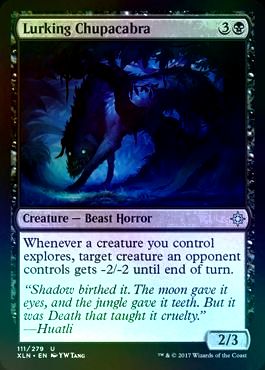 Lurking Chupacabra 3
Creature — Beast Horror
Whenever a creature you control
explores, target creature an opponent
controls gets -2/-2 until end of turn.
“Shadow birthed it. The moon gave it
eyes, and the jungle gave it teeth. But it
was Death that taught it cruelty.”
—Huatli
2/3
111/279 U
XLN • EN YW TANG
™ & © 2017 Wizards of the Coast